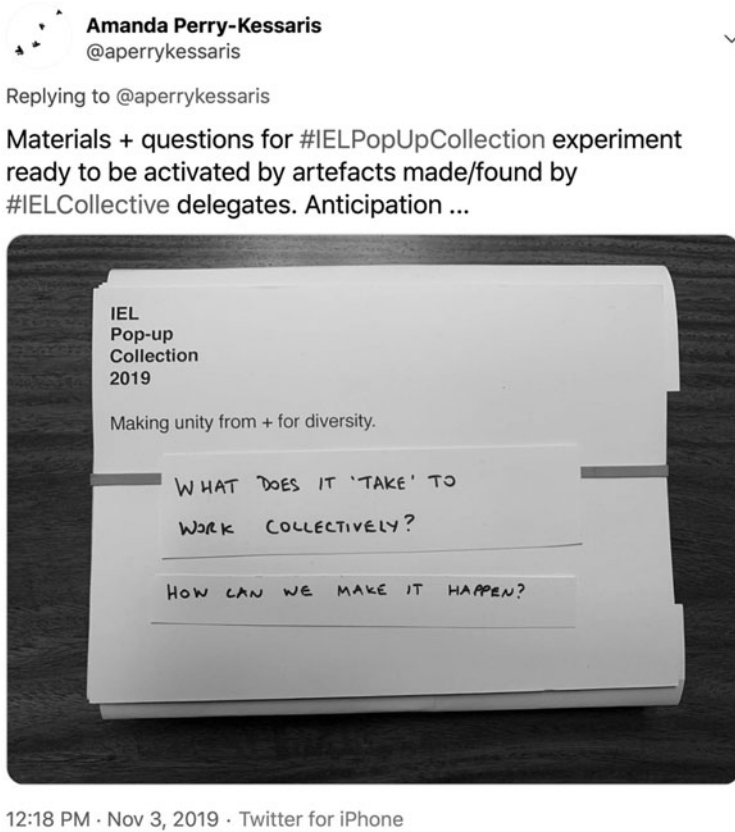 Amanda Perry-Kessaris
@aperrykessaris
Replying to @aperrykessaris
Materials + questions for #IELPopUpCollection experiment
ready to be activated by artefacts made/found by
#IELCollective delegates. Anticipation ...
IEL
Pop-up
Collection
2019
Making unity from + for diversity.
WHAT DOES IT 'TAKE' TO
WORK COLLECTIVELY?
HOW CAN WE MAKE IT HAPPEN?
12:18 PM · Nov 3, 2019 · Twitter for iPhone